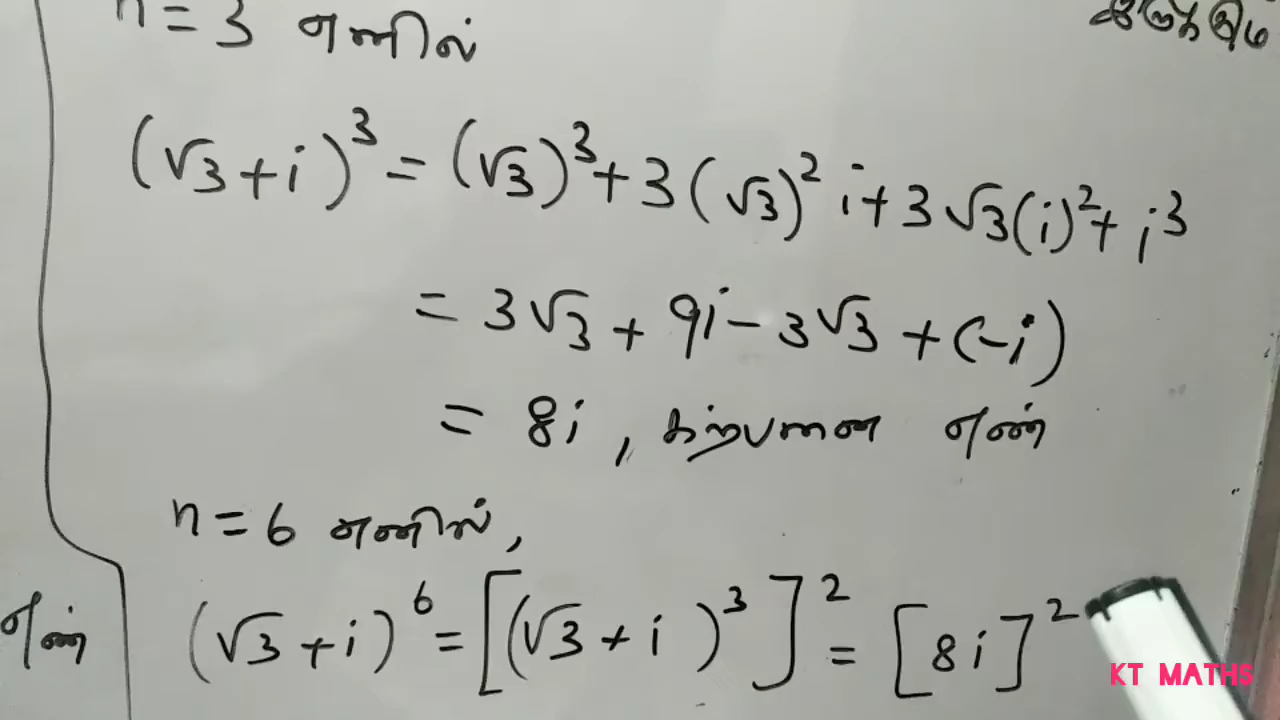 n = 3 எனில்
(√3 + i)³ = (√3)³ + 3(√3)² i + 3√3(i)² + i³
= 3√3 + 9i - 3√3 + (-i)
= 8i , கற்பனை எண்
n = 6 எனில்,
எண்
(√3 + i)⁶ = [(√3 + i)³]² = [8i]²
KT MATHS